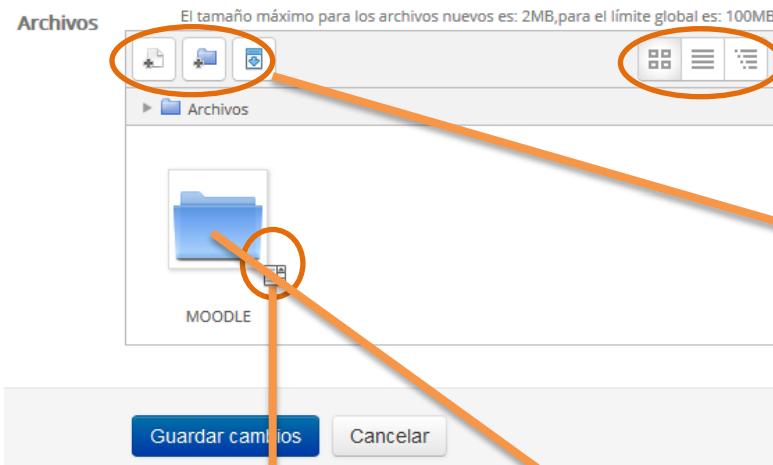 El tamaño máximo para los archivos nuevos es: 2MB,para el límite global es: 100MB
Archivos
Archivos
MOODLE
Guardar cambios
Cancelar